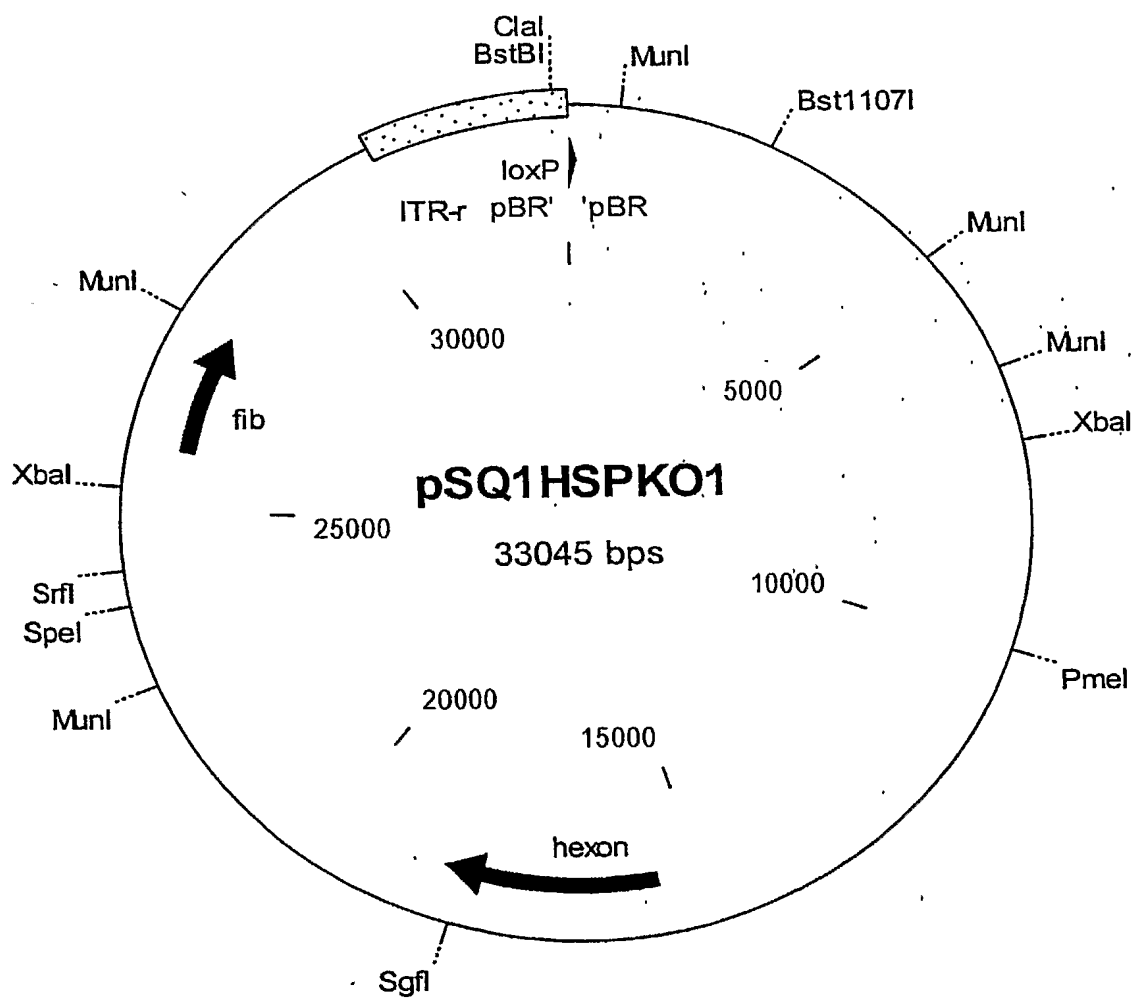 ClaI
BstBI
MunI
Bst1107I
loxP
ITR-r pBR' 'pBR
MunI
MunI
30000
MunI
5000
fib
XbaI
XbaI
pSQ1HSPKO1
25000
33045 bps
10000
SrfI
SpeI
PmeI
20000
MunI
15000
hexon
SgfI